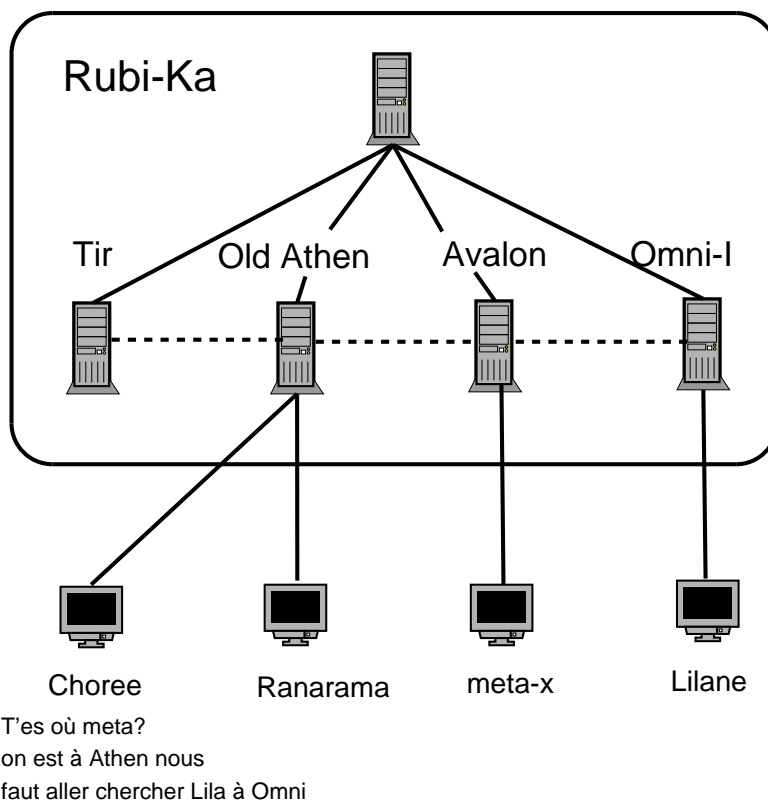 Rubi-Ka
Tir
Old Athen
Avalon
Omni-I
Choree
Ranarama
meta-x
Lilane
T'es où meta?
on est à Athen nous
faut aller chercher Lila à Omni